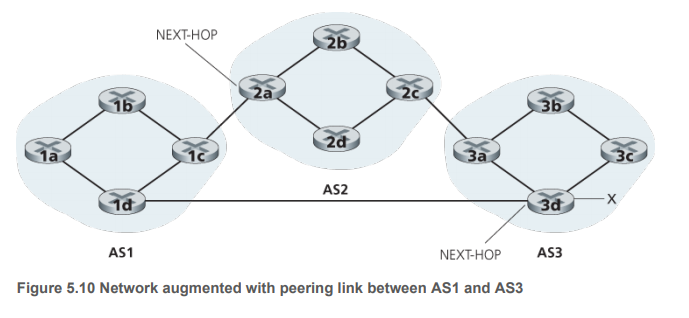 NEXT-HOP
2b
2a
2c
1b
3b
1a
1c
2d
3a
3c
AS2
1d
3d
X
AS1
NEXT-HOP
AS3
Figure 5.10 Network augmented with peering link between AS1 and AS3